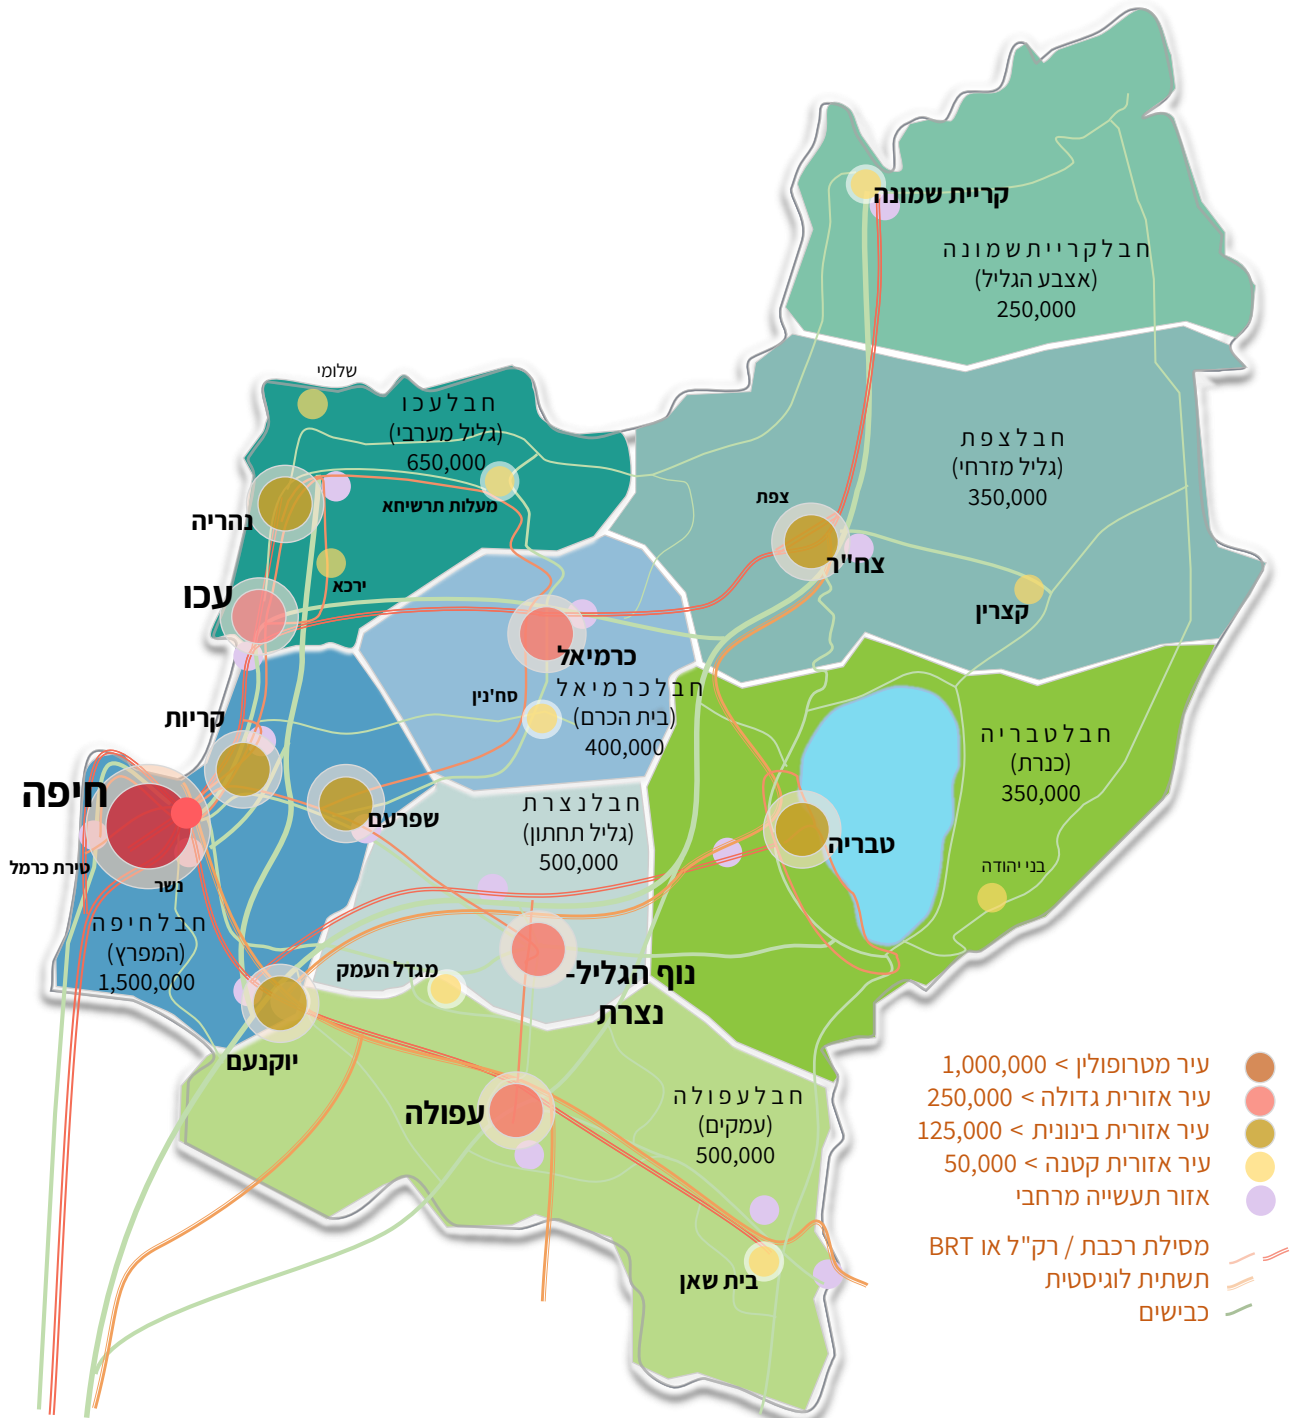 קריית שמונה
חבל קריית שמונה
(אצבע הגליל)
250,000
שלומי
חבל עכו
(גליל מערבי)
650,000
מעלות תרשיחא
נהריה
ירכא
עכו
חבל צפת
(גליל מזרחי)
350,000
צפת
צח"ר
קצרין
כרמיאל
חבל כרמיאל
(בית הכרם)
400,000
סח'נין
קריות
חיפה
שפרעם
טירת כרמל
נשר
חבל חיפה
(המפרץ)
1,500,000
חבל נצרת
(גליל תחתון)
500,000
חבל טבריה
(כנרת)
350,000
טבריה
בני יהודה
מגדל העמק
נוף הגליל-
נצרת
יוקנעם
עפולה
חבל עפולה
(עמקים)
500,000
בית שאן
עיר מטרופולין > 1,000,000
עיר אזורית גדולה > 250,000
עיר אזורית בינונית > 125,000
עיר אזורית קטנה > 50,000
אזור תעשייה מרחבי
מסילת רכבת / רק"ל או BRT
תשתית לוגיסטית
כבישים